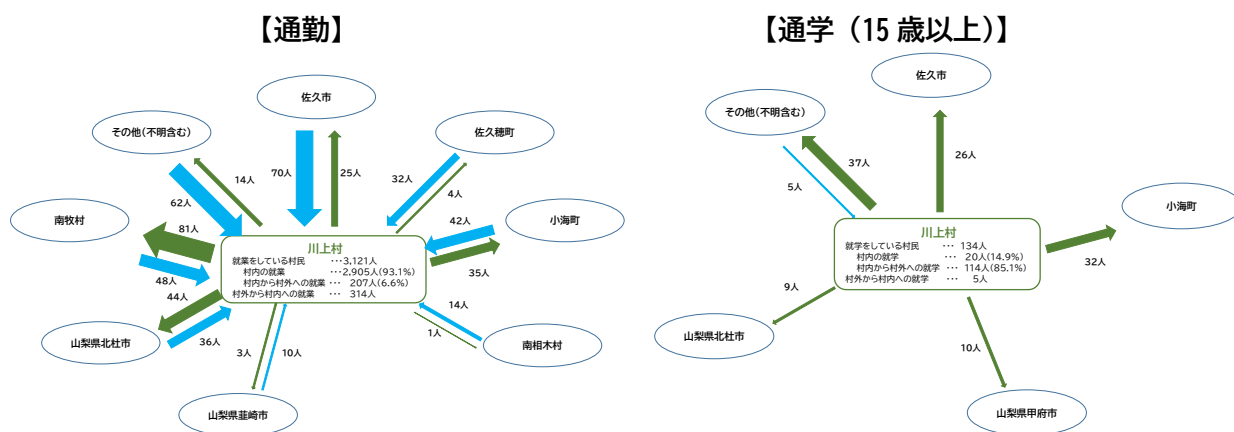 【通勤】
佐久市
その他(不明含む)
佐久穂町
14人
70人
25人
32人
4人
62人
南牧村
81人
42人
小海町
35人
川上村
就業をしている村民 …3,121人
村内の就業 …2,905人(93.1%)
村内から村外への就業 … 207人(6.6%)
村外から村内への就業 … 314人
48人
44人
14人
1人
36人
山梨県北杜市
南相木村
3人
10人
山梨県韮崎市
【通学（15歳以上）】
佐久市
その他(不明含む)
37人
26人
5人
小海町
川上村
就学をしている村民 … 134人
村内の就学 … 20人(14.9%)
村内から村外への就学 … 114人(85.1%)
村外から村内への就学 … 5人
32人
9人
山梨県北杜市
10人
山梨県甲府市